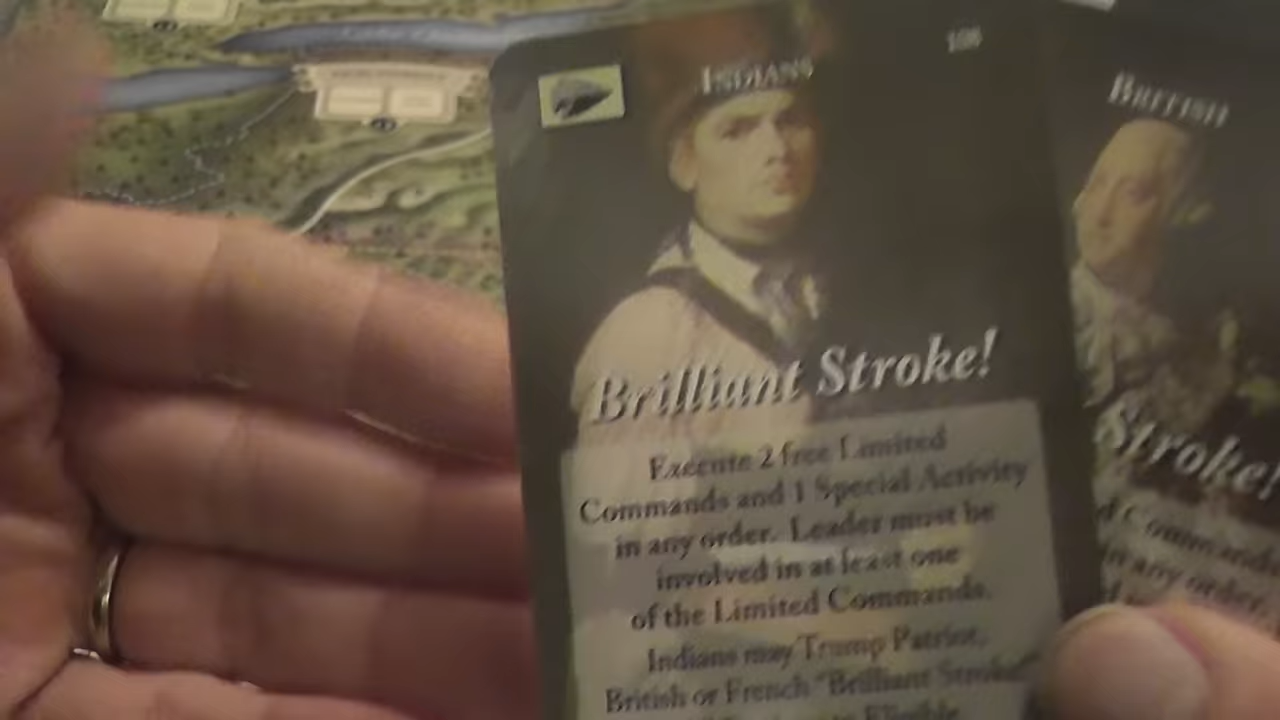 INDIANS
108
Brilliant Stroke!
Execute 2 free Limited
Commands and 1 Special Activity
in any order. Leader must be
involved in at least one
of the Limited Commands.
Indians may Trump Patriot,
British or French "Brilliant Stroke"
Eligible
BRITISH
Stroke!
Commands
in any order